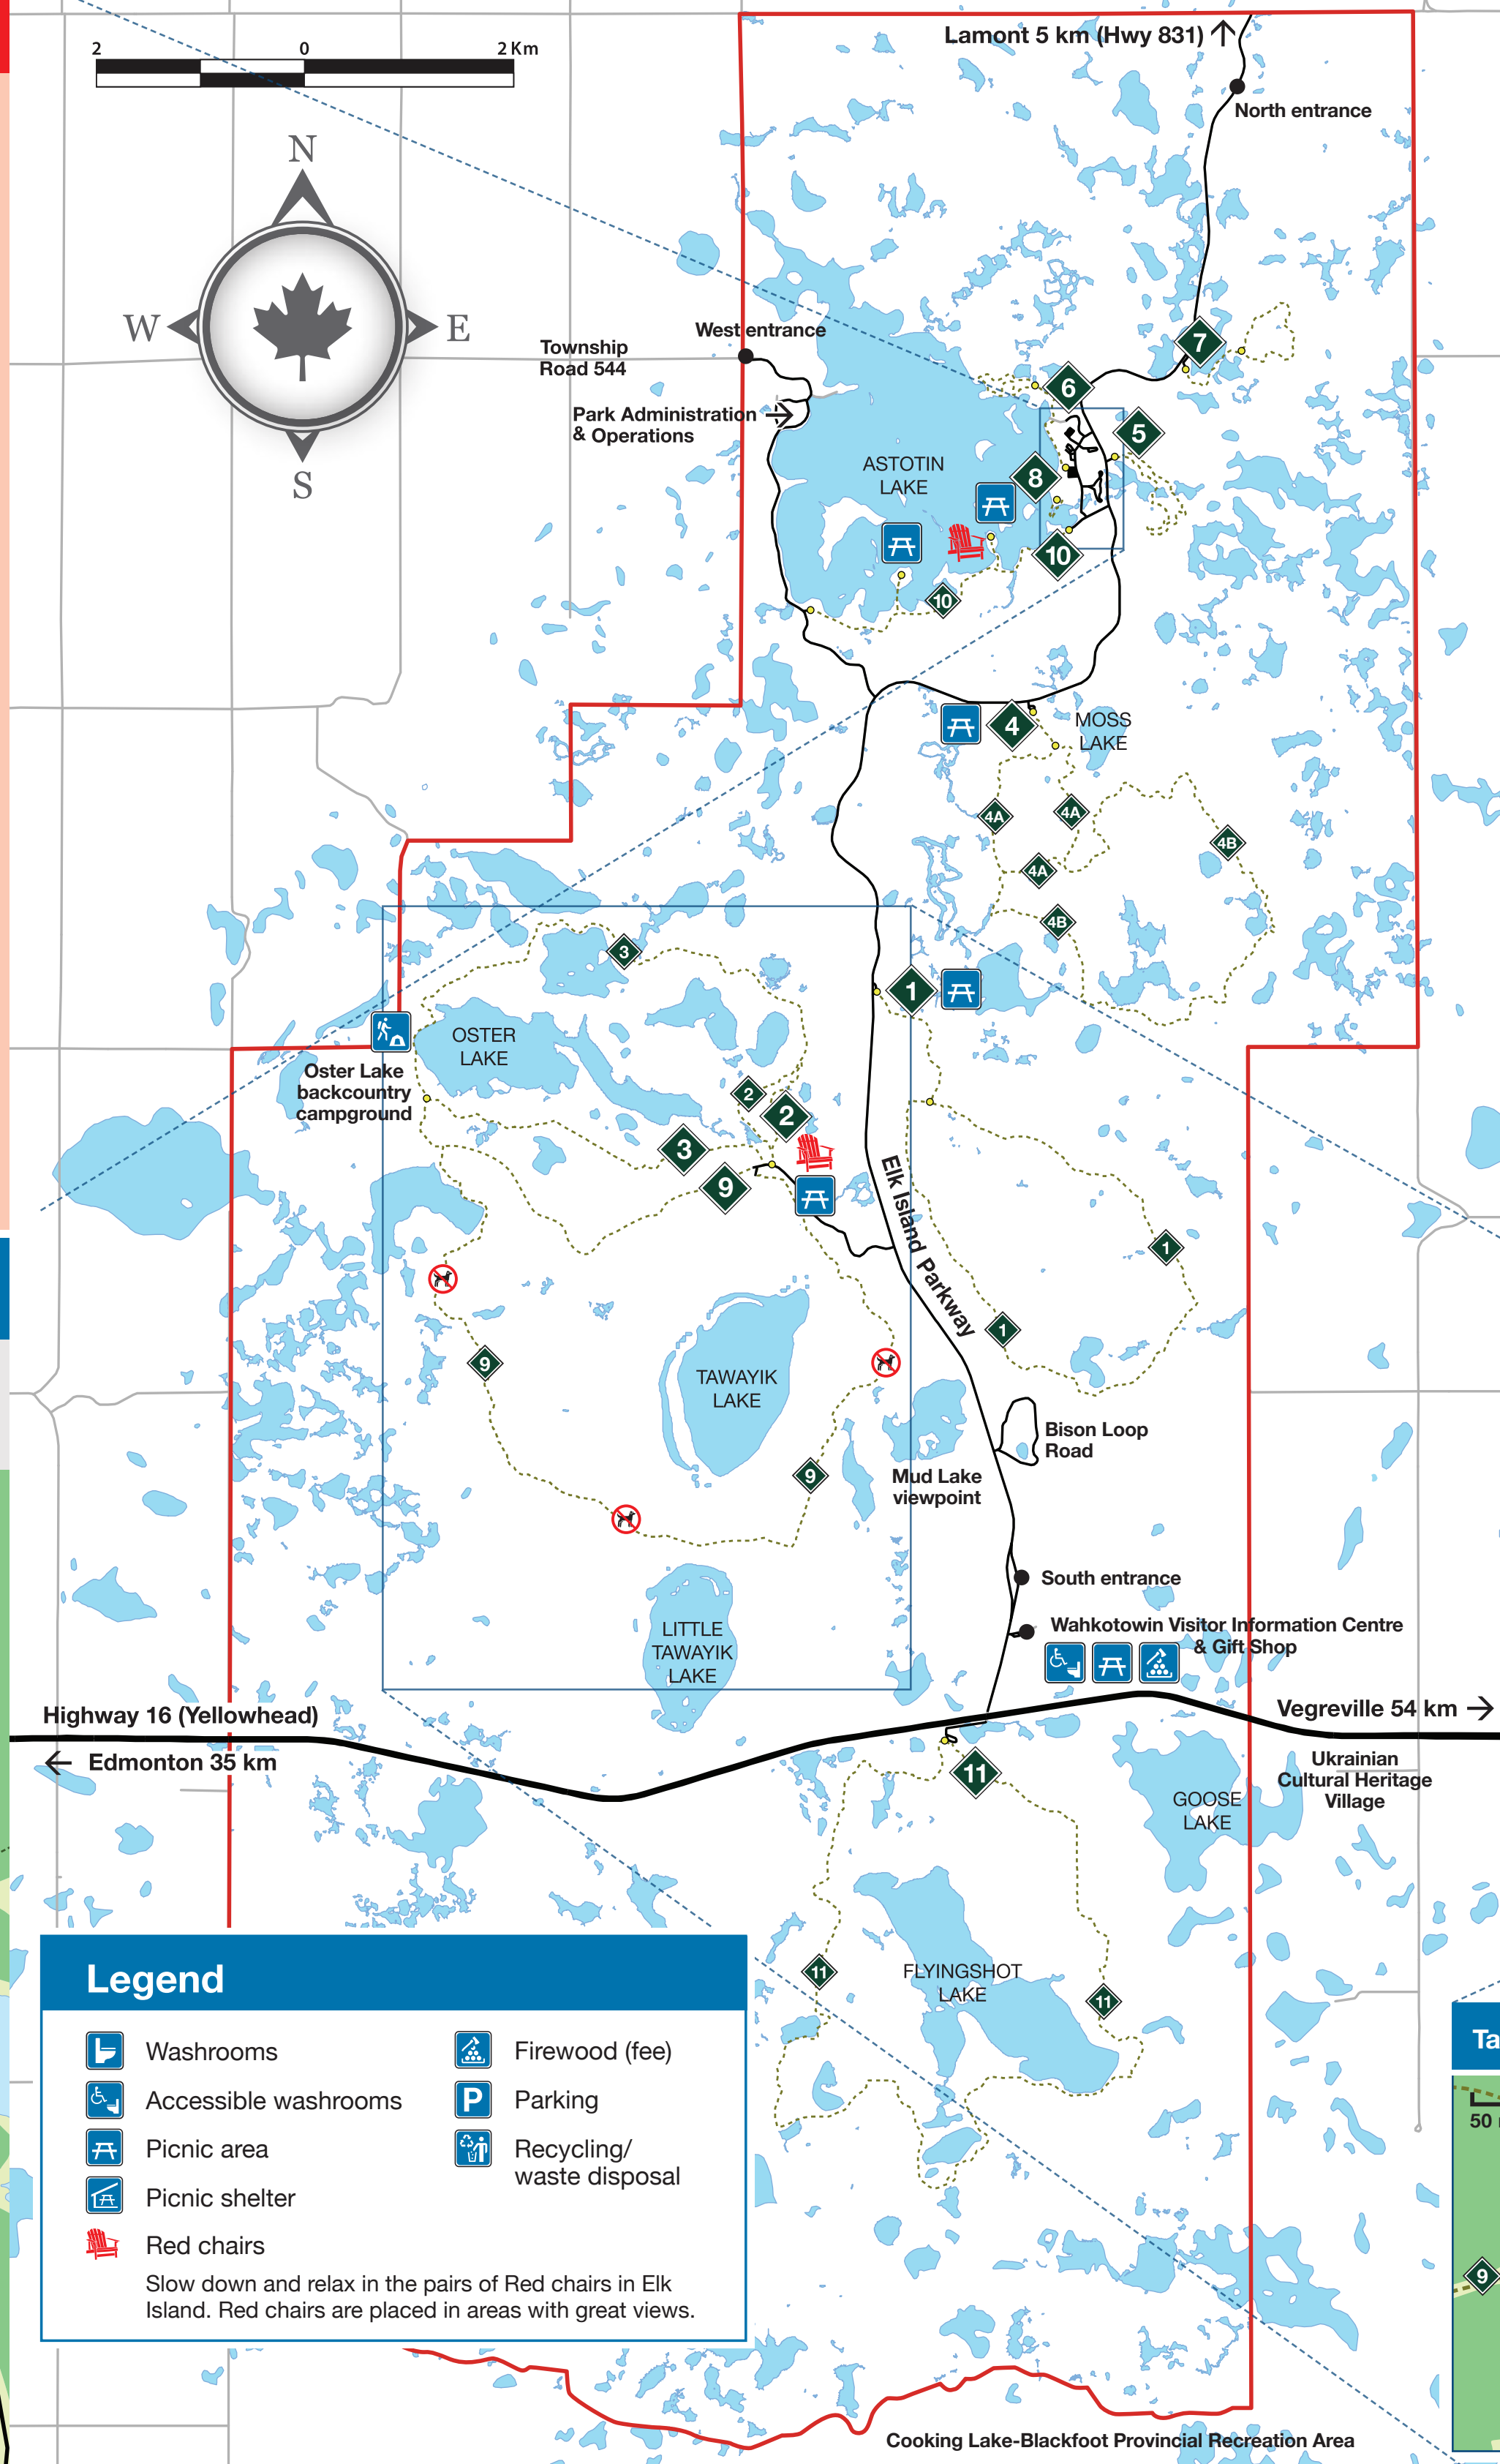 Lamont 5 km (Hwy 831)
2 0 2 Km
North entrance
N
W E
S
West entrance
Township
Road 544
7
6
Park Administration
& Operations
5
ASTOTIN
LAKE
8
10
10
4
MOSS
LAKE
4A
4A
4B
4A
4B
3
1
OSTER
LAKE
Oster Lake
backcountry
campground
2
2
3
9
Elk Island Parkway
1
1
9
TAWAYIK
LAKE
Bison Loop
Road
9
Mud Lake
viewpoint
South entrance
Wahkotowin Visitor Information Centre
& Gift Shop
LITTLE
TAWAYIK
LAKE
Highway 16 (Yellowhead)
Vegreville 54 km
Edmonton 35 km
Ukrainian
Cultural Heritage
Village
11
GOOSE
LAKE
11
FLYINGSHOT
LAKE
11
Legend
Washrooms
Accessible washrooms
Picnic area
Picnic shelter
Red chairs
Slow down and relax in the pairs of Red chairs in Elk
Island. Red chairs are placed in areas with great views.
Firewood (fee)
P Parking
Recycling/
waste disposal
Ta
50
9
Cooking Lake-Blackfoot Provincial Recreation Area